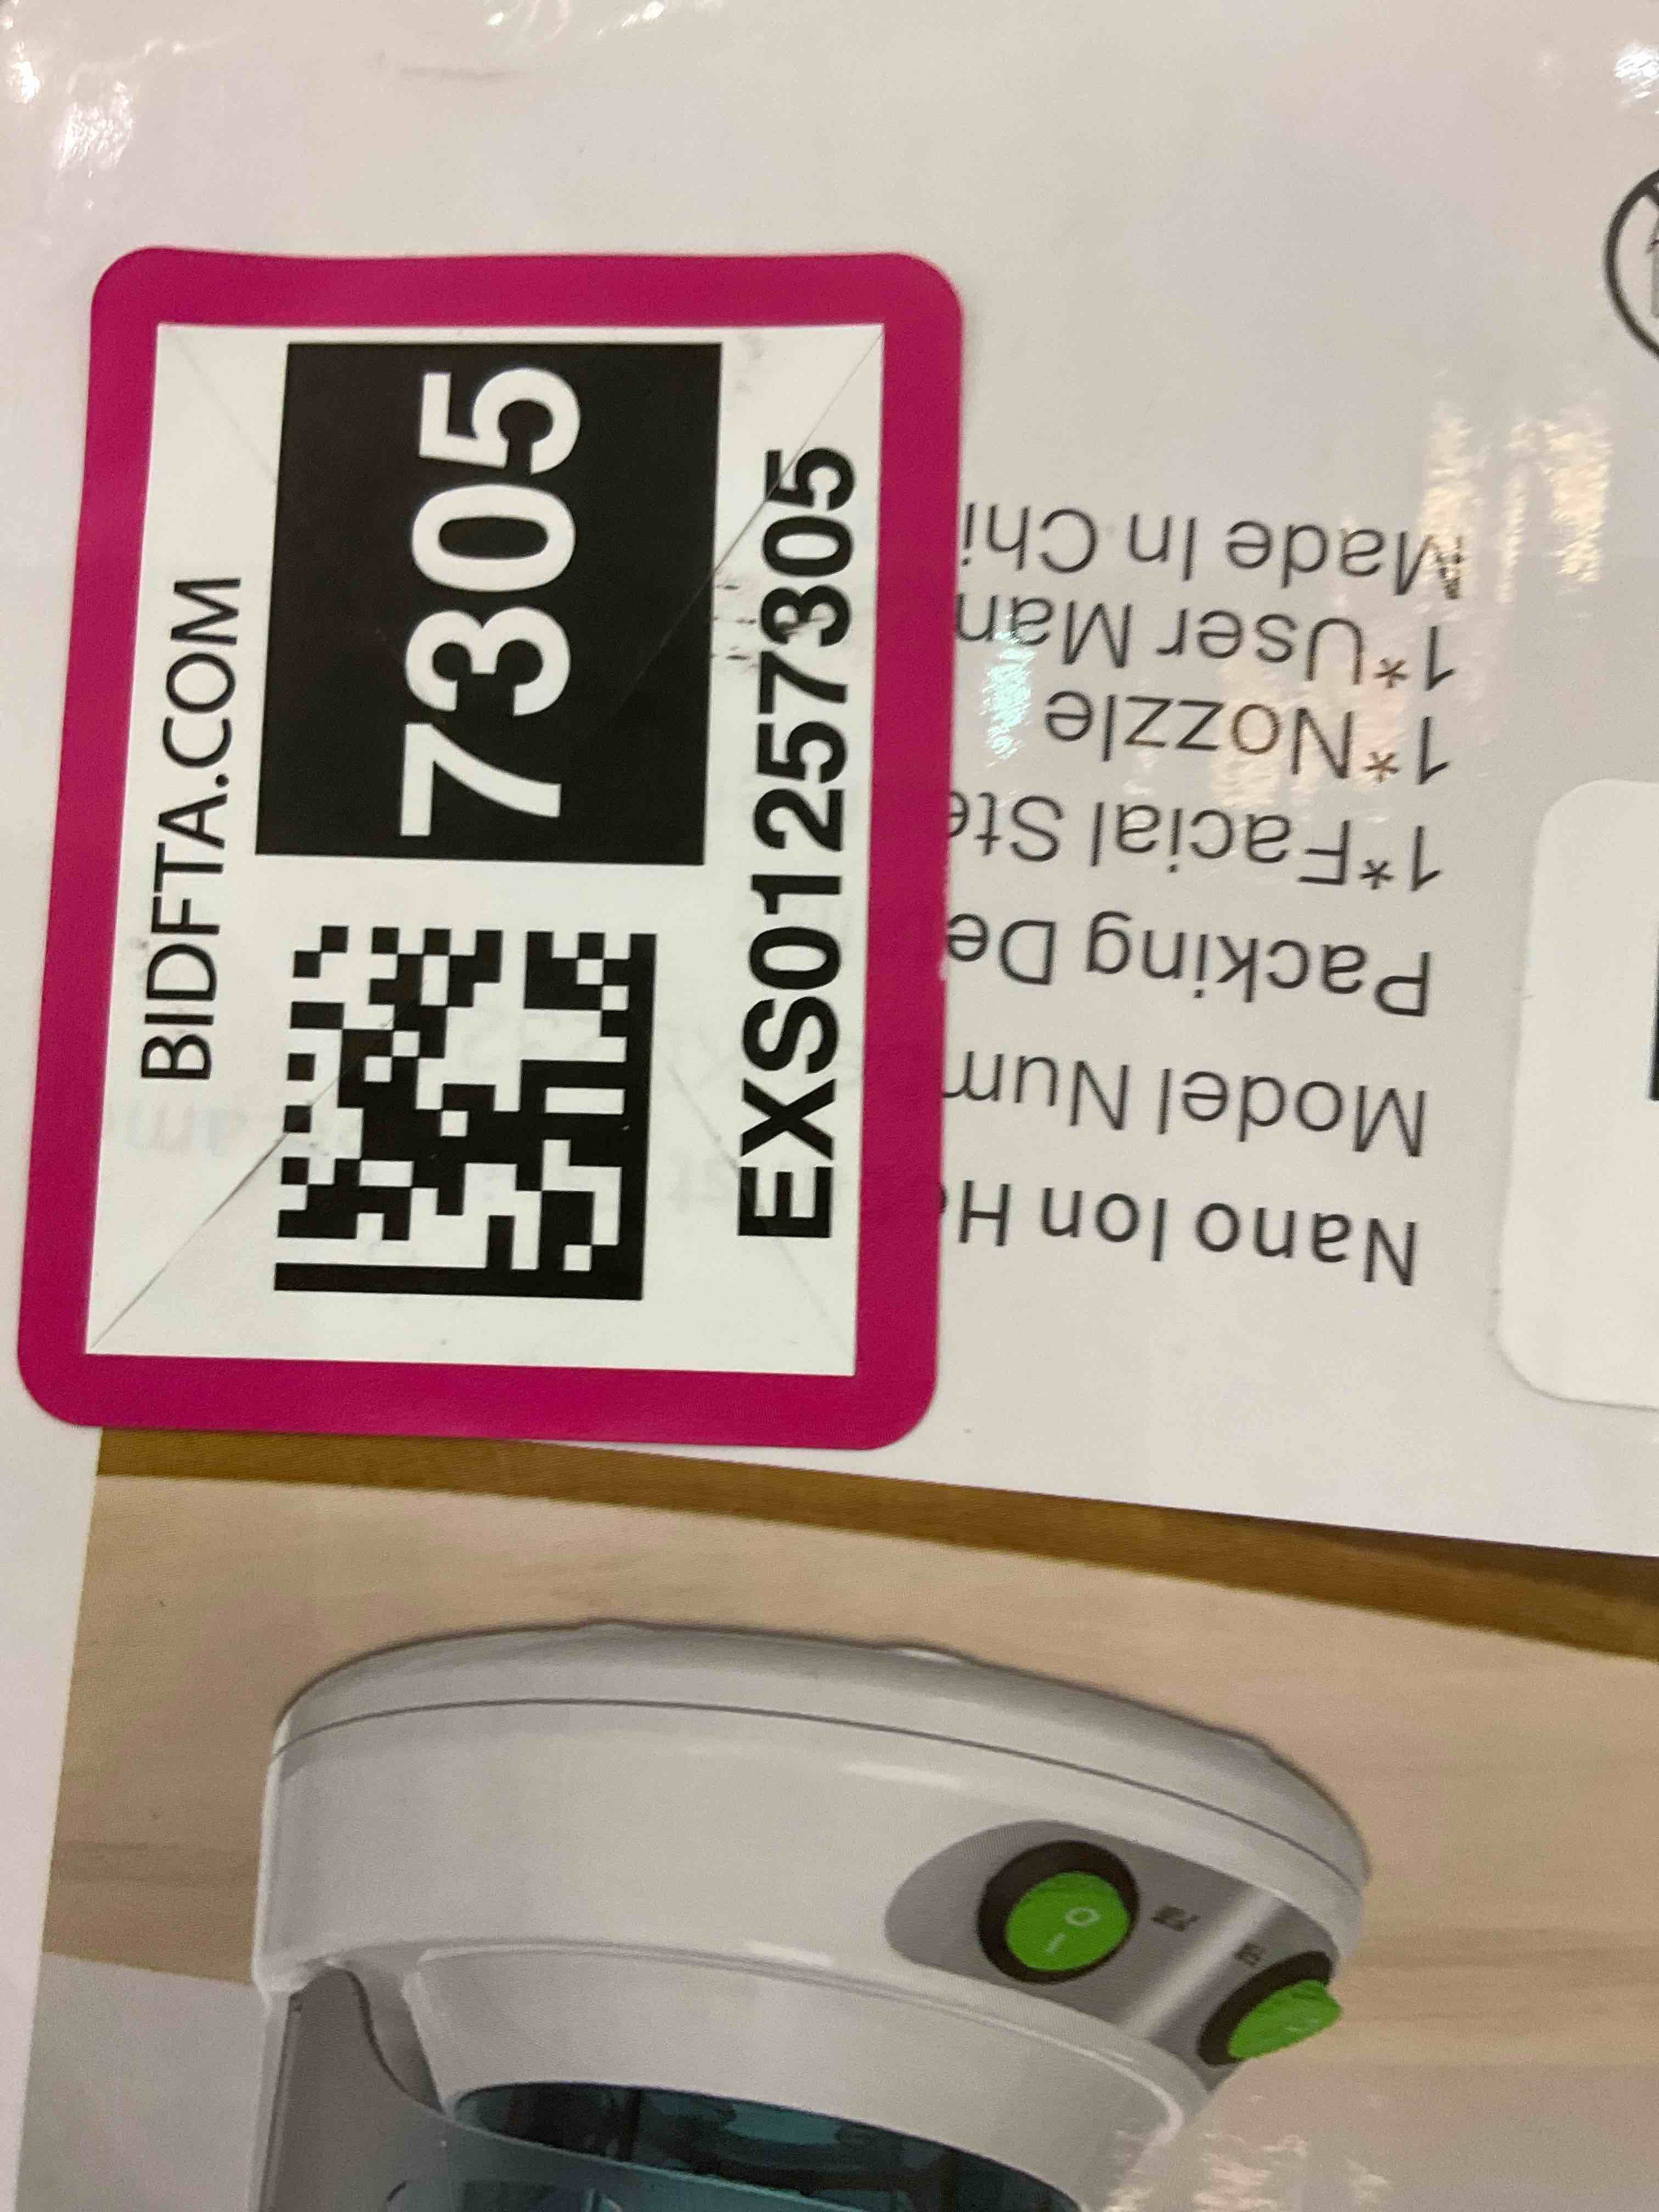 BIDFTA.COM
7305
EXS01257305
Nano Ion H
Model Num
Packing De
1*Facial Ste
1*Nozzle
1*User Man
Made In Chi